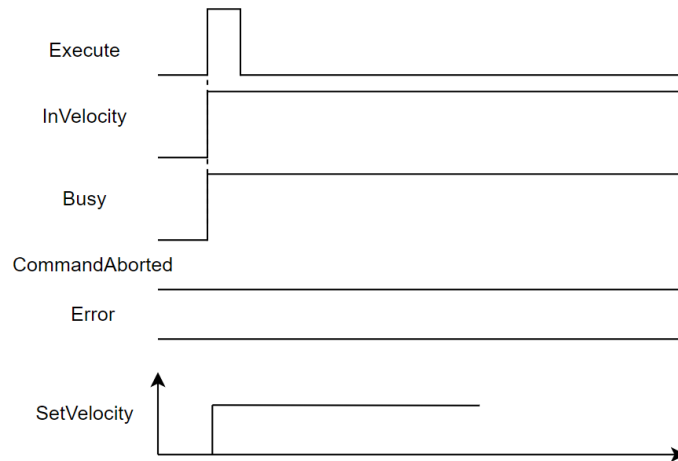 Execute
InVelocity
Busy
CommandAborted
Error
SetVelocity